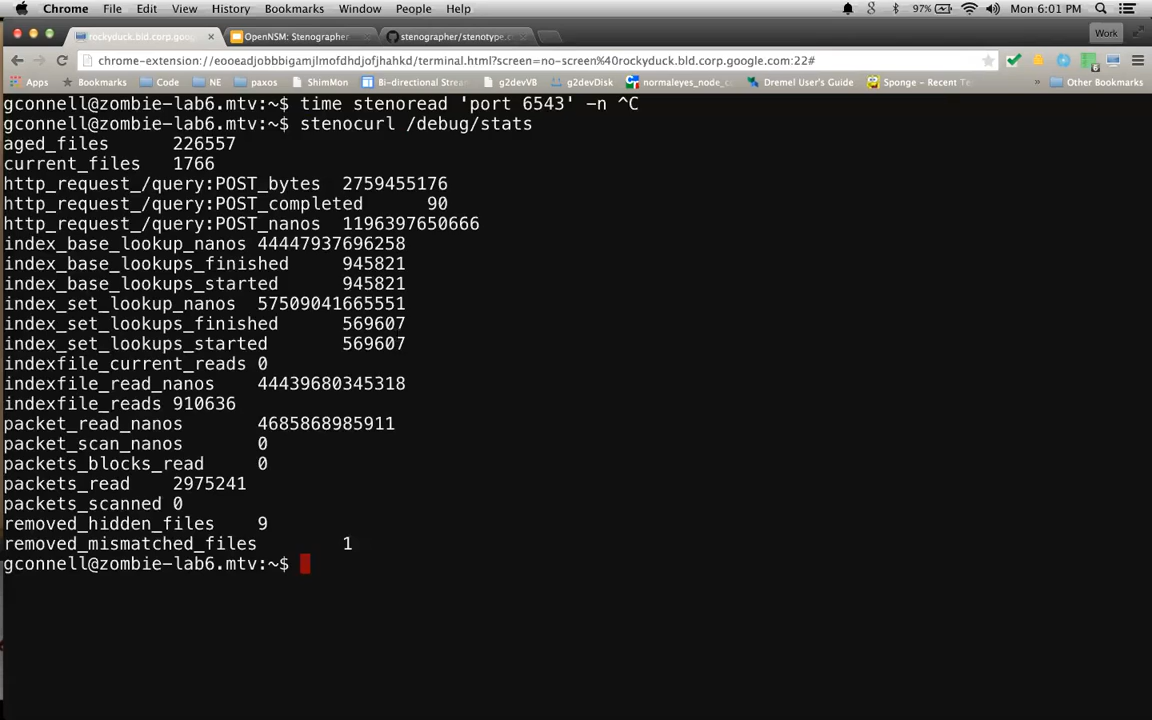 Chrome File Edit View History Bookmarks Window People Help 97% Mon 6:01 PM
rockyduck.bld.corp.goo OpenNSM: Stenographer stenographer/stenotype.c Work
chrome-extension://eooeadjobbbigamjlmofdhdjofjhahkd/terminal.html?screen=no-screen%40rockyduck.bld.corp.google.com:22#
Apps Bookmarks Code paxos ShimMon Bi-directional Stream g2devVB g2devDisk normaleyes_node_cc Dremel User's Guide Sponge - Recent Te Other Bookmarks
gconnell@zombie-lab6.mtv:~$ time stenoread 'port 6543' -n ^C
gconnell@zombie-lab6.mtv:~$ stenocurl /debug/stats
aged_files 226557
current_files 1766
http_request_/query:POST_bytes 2759455176
http_request_/query:POST_completed 90
http_request_/query:POST_nanos 1196397650666
index_base_lookup_nanos 44447937696258
index_base_lookups_finished 945821
index_base_lookups_started 945821
index_set_lookup_nanos 57509041665551
index_set_lookups_finished 569607
index_set_lookups_started 569607
indexfile_current_reads 0
indexfile_read_nanos 44439680345318
indexfile_reads 910636
packet_read_nanos 4685868985911
packet_scan_nanos 0
packets_blocks_read 0
packets_read 2975241
packets_scanned 0
removed_hidden_files 9
removed_mismatched_files 1
gconnell@zombie-lab6.mtv:~$